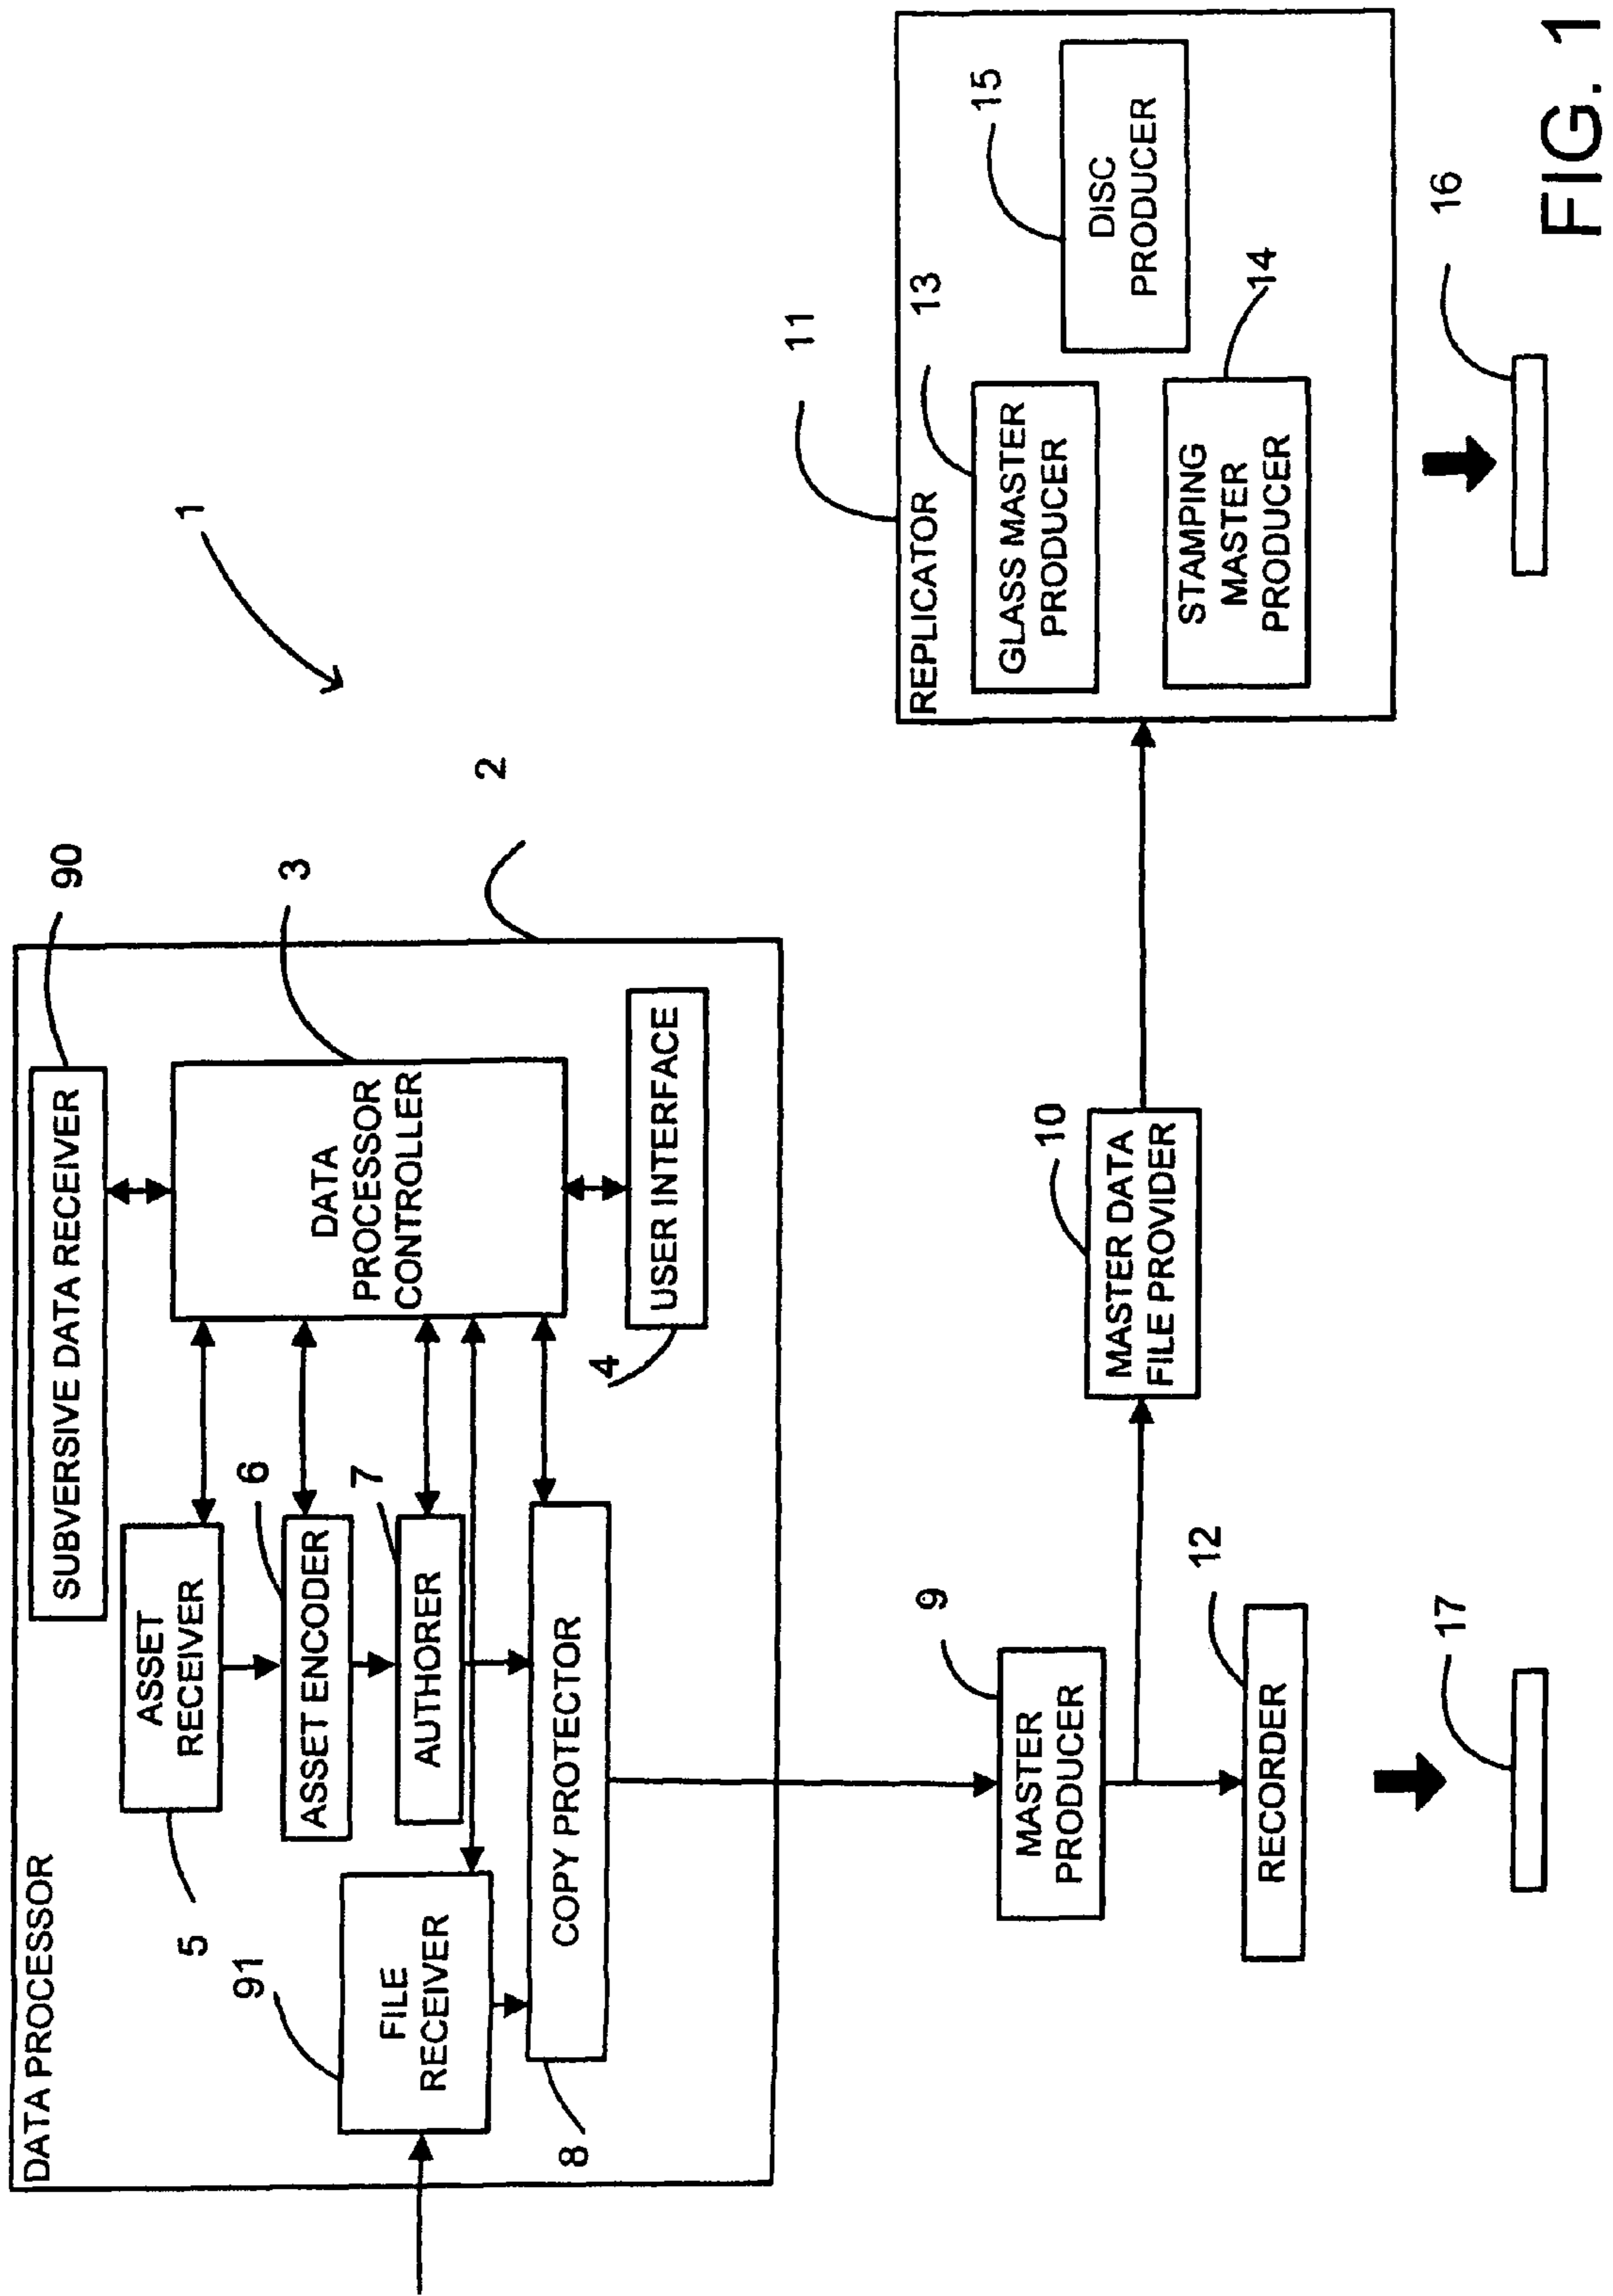 DATA PROCESSOR
SUBVERSIVE DATA RECEIVER
90
ASSET
RECEIVER
5
ASSET ENCODER
6
AUTHORER
7
FILE
RECEIVER
91
COPY PROTECTOR
8
DATA
PROCESSOR
CONTROLLER
3
USER INTERFACE
4
2
1
MASTER
PRODUCER
9
RECORDER
12
17
MASTER DATA
FILE PROVIDER
10
REPLICATOR
11
GLASS MASTER
PRODUCER
13
STAMPING
MASTER
PRODUCER
14
DISC
PRODUCER
15
16
FIG. 1